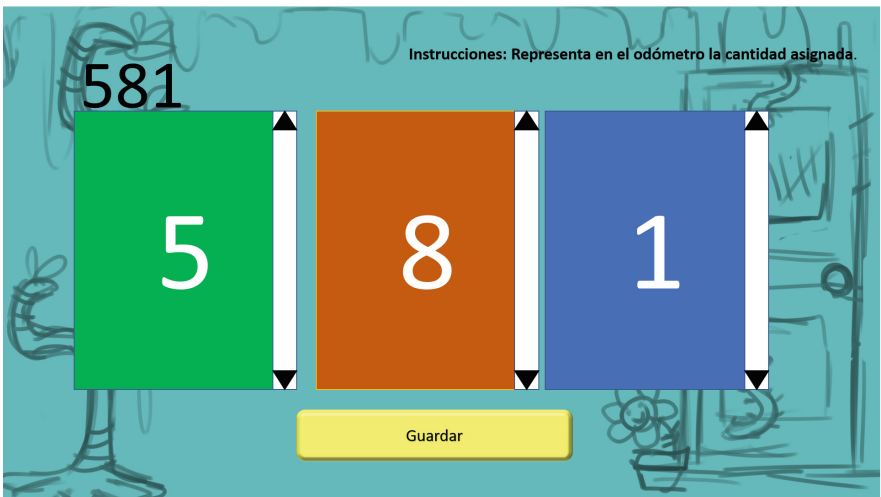 Instrucciones: Representa en el odómetro la cantidad asignada.
581
5 8 1
Guardar